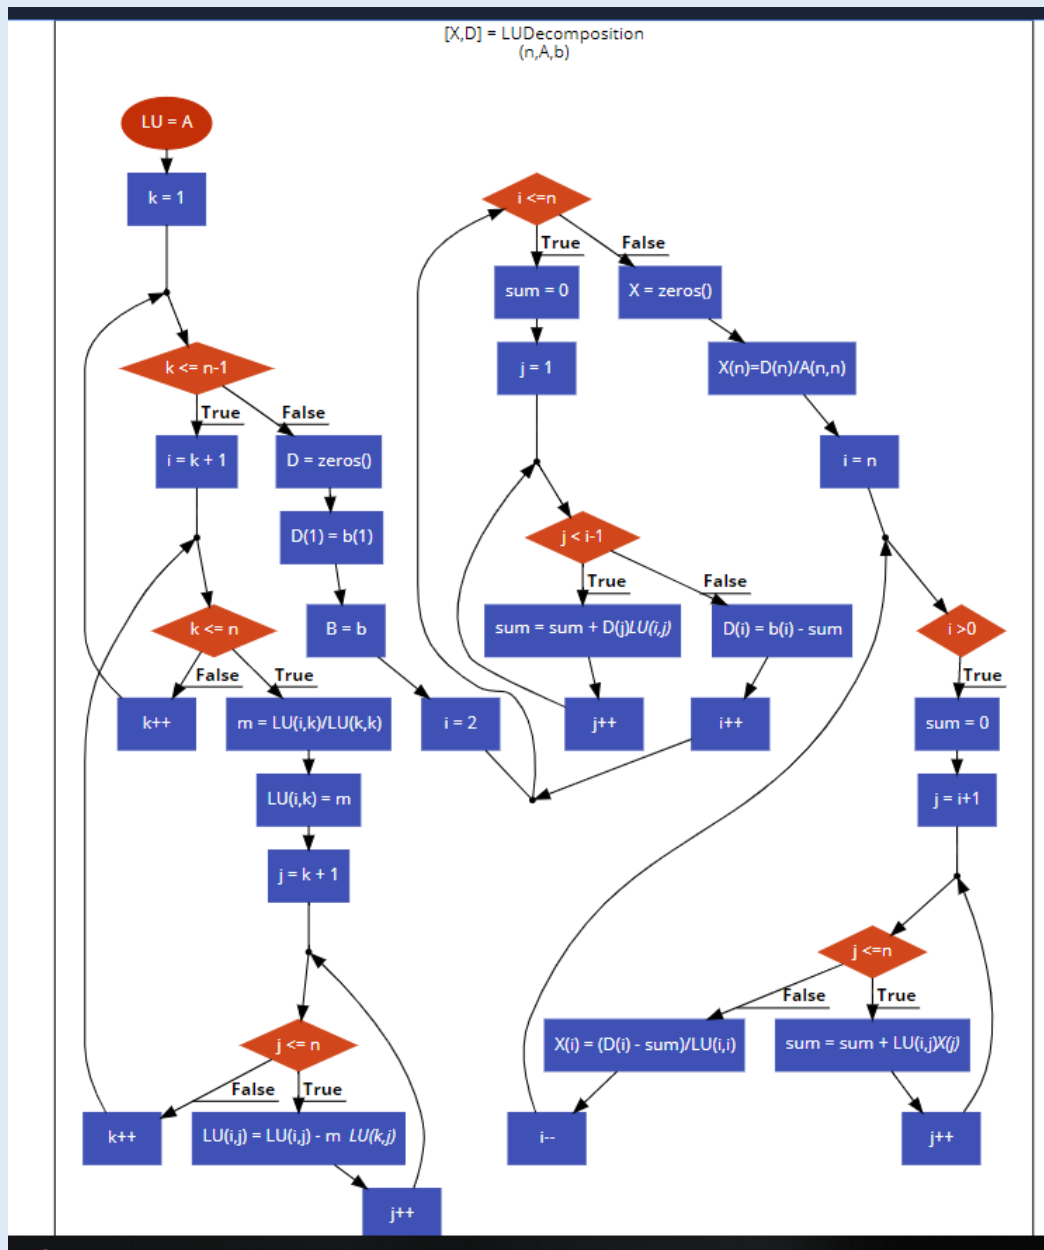 [X,D] = LUDecomposition
(n,A,b)
LU = A
k = 1
k <= n-1
True
False
i = k + 1
D = zeros()
D(1) = b(1)
k <= n
B = b
False
True
k++
m = LU(i,k)/LU(k,k)
i = 2
LU(i,k) = m
j = k + 1
j <= n
False
True
k++
LU(i,j) = LU(i,j) - m LU(k,j)
j++
i <=n
True
False
sum = 0
X = zeros()
j = 1
X(n)=D(n)/A(n,n)
i = n
j < i-1
True
False
sum = sum + D(j)LU(i,j)
D(i) = b(i) - sum
j++
i++
i >0
True
sum = 0
j = i+1
j <=n
False
True
X(i) = (D(i) - sum)/LU(i,i)
sum = sum + LU(i,j)X(j)
i--
j++